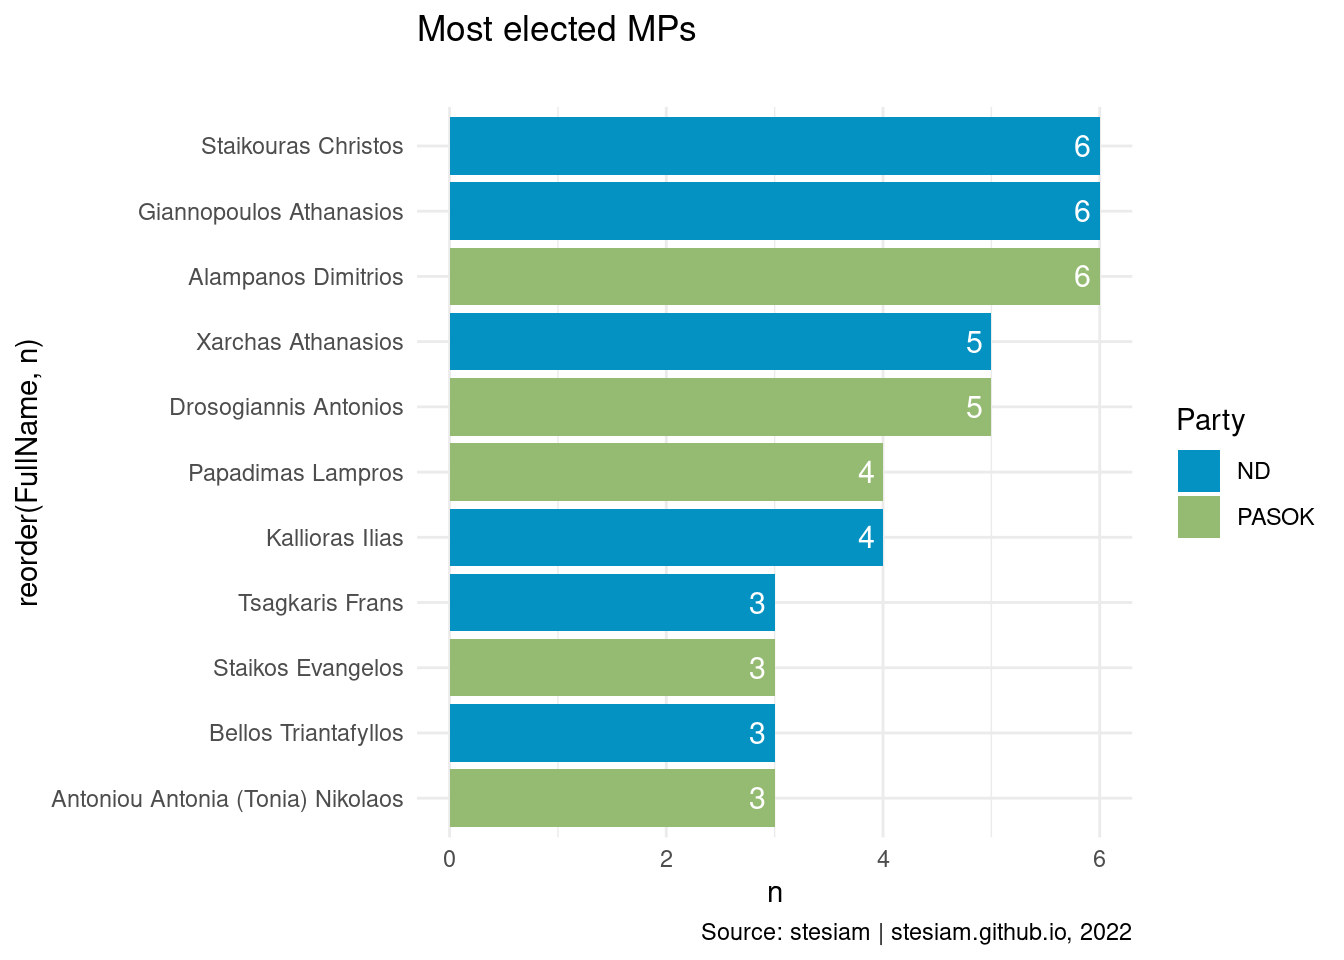 Most elected MPs
reorder(FullName, n)
Staikouras Christos 6
Giannopoulos Athanasios 6
Alampanos Dimitrios 6
Xarchas Athanasios 5
Drosogiannis Antonios 5
Papadimas Lampros 4
Kallioras Ilias 4
Tsagkaris Frans 3
Staikos Evangelos 3
Bellos Triantafyllos 3
Antoniou Antonia (Tonia) Nikolaos 3
0 2 4 6
n
Party
ND
PASOK
Source: stesiam | stesiam.github.io, 2022